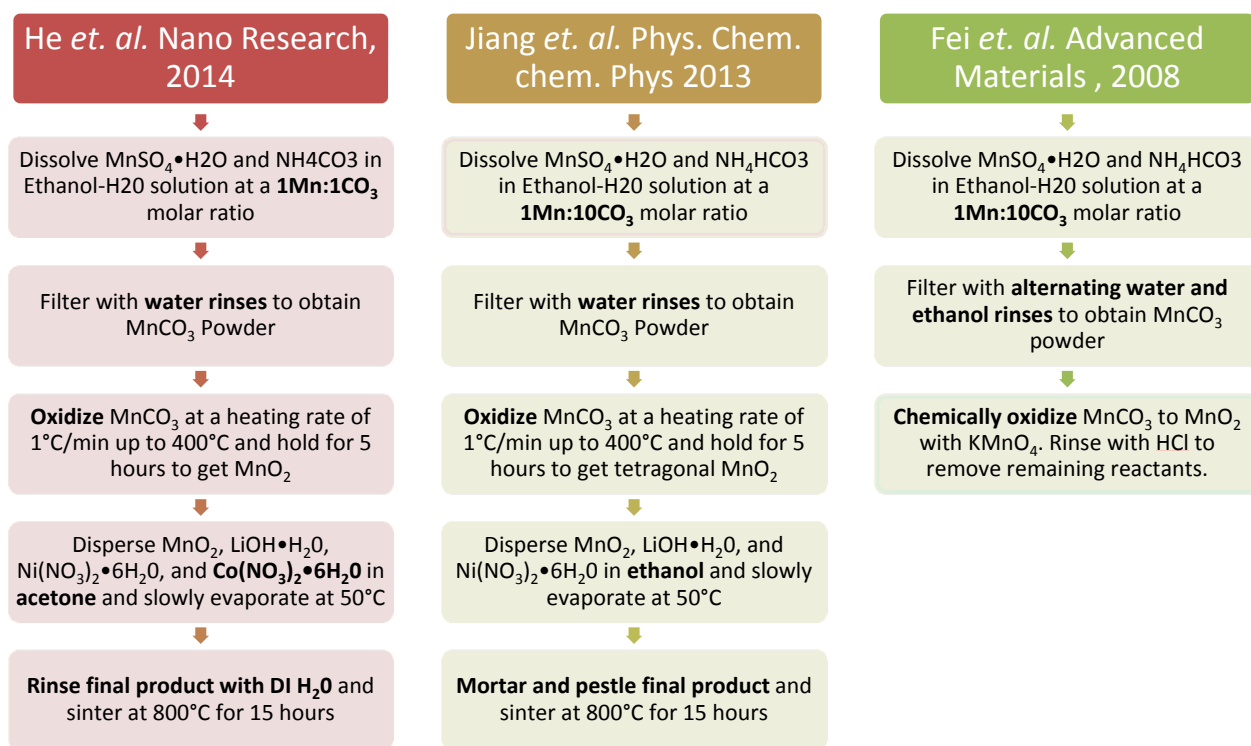 He et. al. Nano Research,
2014
Dissolve MnSO₄•H2O and NH4CO3 in
Ethanol-H20 solution at a 1Mn:1CO₃
molar ratio
Filter with water rinses to obtain
MnCO₃ Powder
Oxidize MnCO₃ at a heating rate of
1°C/min up to 400°C and hold for 5
hours to get MnO₂
Disperse MnO₂, LiOH•H₂0,
Ni(NO₃)₂•6H₂0, and Co(NO₃)₂•6H₂0 in
acetone and slowly evaporate at 50°C
Rinse final product with DI H₂0 and
sinter at 800°C for 15 hours
Jiang et. al. Phys. Chem.
chem. Phys 2013
Dissolve MnSO₄•H2O and NH₄HCO3
in Ethanol-H20 solution at a
1Mn:10CO₃ molar ratio
Filter with water rinses to obtain
MnCO₃ Powder
Oxidize MnCO₃ at a heating rate of
1°C/min up to 400°C and hold for 5
hours to get tetragonal MnO₂
Disperse MnO₂, LiOH•H₂0, and
Ni(NO₃)₂•6H₂0 in ethanol and slowly
evaporate at 50°C
Mortar and pestle final product and
sinter at 800°C for 15 hours
Fei et. al. Advanced
Materials , 2008
Dissolve MnSO₄•H2O and NH₄HCO3
in Ethanol-H20 solution at a
1Mn:10CO₃ molar ratio
Filter with alternating water and
ethanol rinses to obtain MnCO₃
powder
Chemically oxidize MnCO₃ to MnO₂
with KMnO₄. Rinse with HCl to
remove remaining reactants.